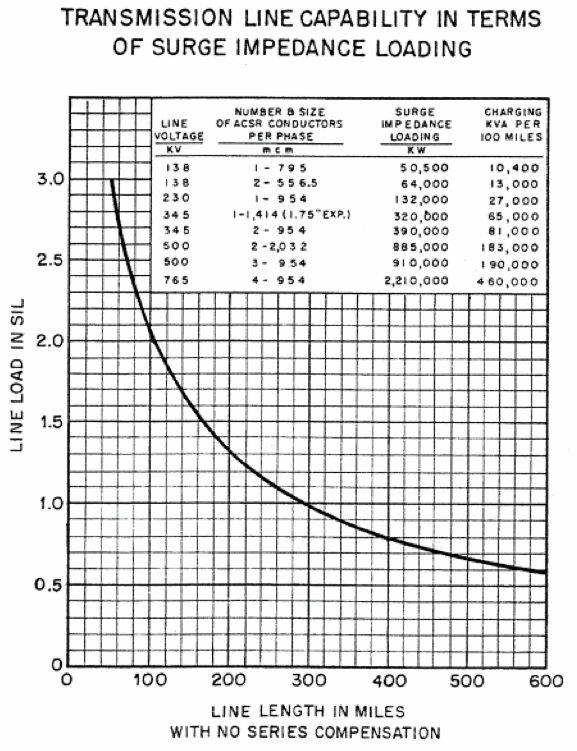 TRANSMISSION LINE CAPABILITY IN TERMS
OF SURGE IMPEDANCE LOADING
LINE VOLTAGE KV
NUMBER & SIZE OF ACSR CONDUCTORS PER PHASE mcm
SURGE IMPEDANCE LOADING KW
CHARGING KVA PER 100 MILES
138 1 - 795 50,500 10,400
138 2 - 556.5 64,000 13,000
230 1 - 954 132,000 27,000
345 1-1,414 (1.75" EXP.) 320,000 65,000
345 2 - 954 390,000 81,000
500 2 - 2,032 885,000 183,000
500 3 - 954 910,000 190,000
765 4 - 954 2,210,000 460,000
LINE LOAD IN SIL
3.0
2.5
2.0
1.5
1.0
0.5
0
0 100 200 300 400 500 600
LINE LENGTH IN MILES
WITH NO SERIES COMPENSATION